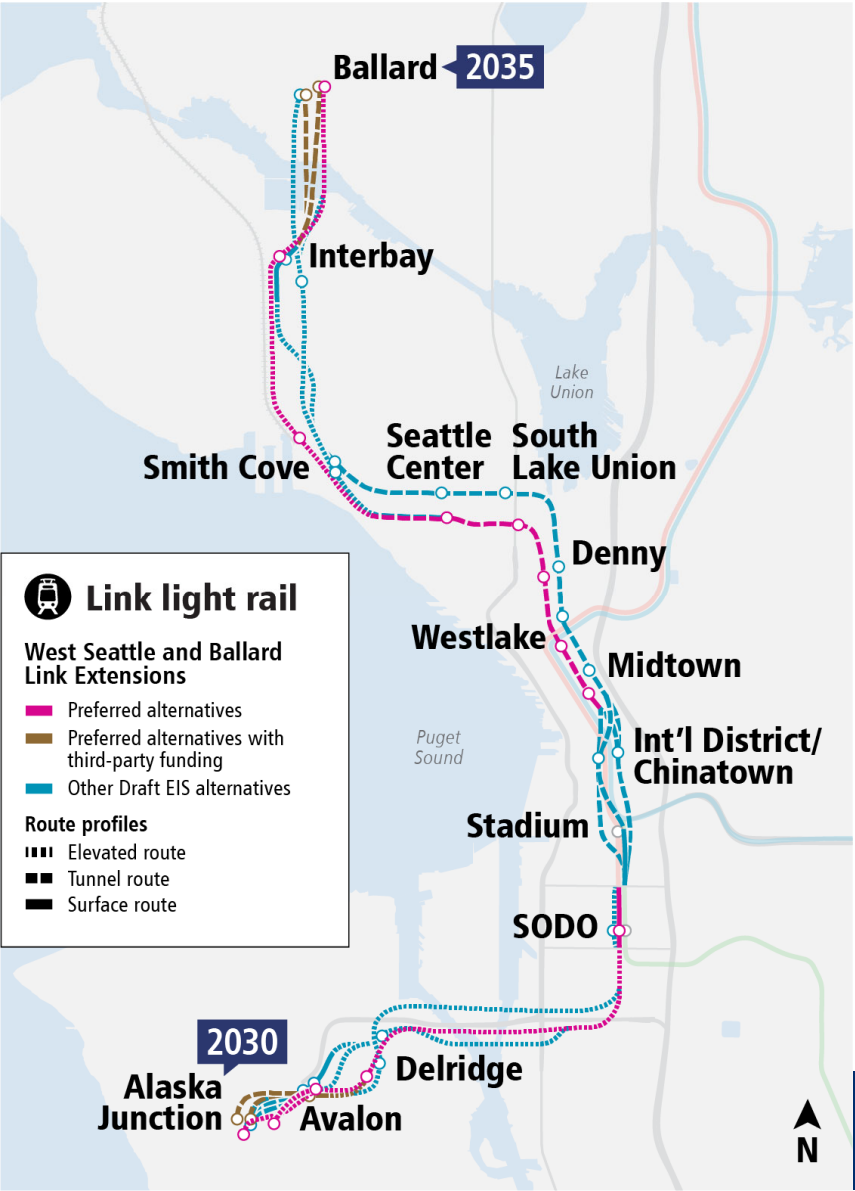 Ballard
2035
Interbay
Lake
Union
Seattle
Center
South
Lake Union
Smith Cove
Denny
Westlake
Midtown
Puget
Sound
Int'l District/
Chinatown
Stadium
SODO
Link light rail
West Seattle and Ballard
Link Extensions
Preferred alternatives
Preferred alternatives with
third-party funding
Other Draft EIS alternatives
Route profiles
Elevated route
Tunnel route
Surface route
2030
Delridge
Alaska
Junction
Avalon
N